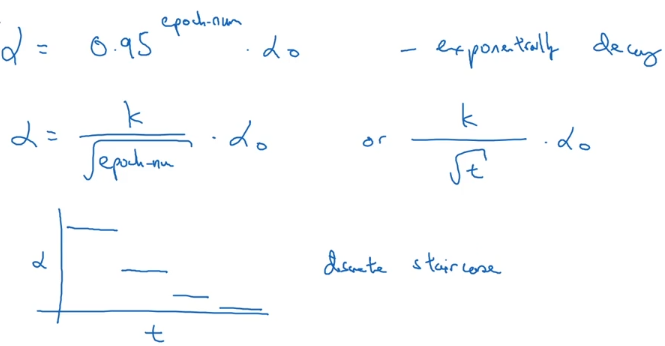 α = 0.95^epoch-num · α₀ - exponentially decay
α = k / √epoch-num · α₀ or k / √t · α₀
α
discrete staircase
t